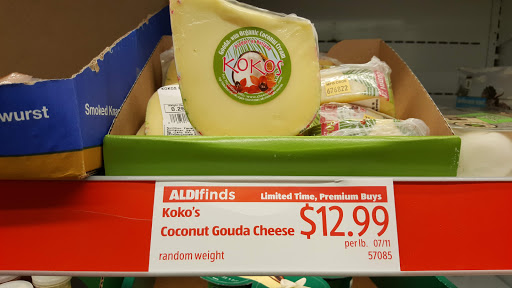 wurst
Smoked Kna
Gouda with Organic Coconut Cream
KOKOS
ALDIfinds Limited Time, Premium Buys
Koko's
Coconut Gouda Cheese
$12.99
per lb. 07/11
random weight
57085